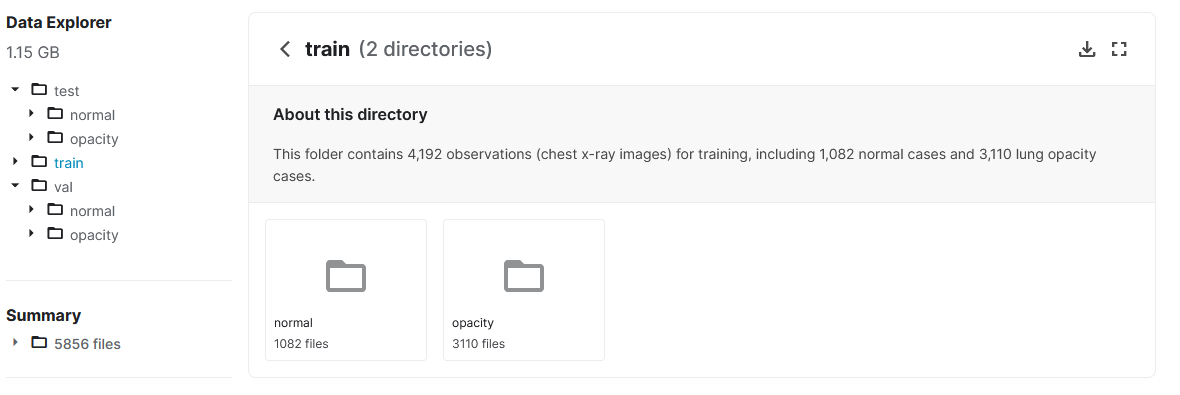 Data Explorer
1.15 GB
test
normal
opacity
train
val
normal
opacity
Summary
5856 files
train (2 directories)
About this directory
This folder contains 4,192 observations (chest x-ray images) for training, including 1,082 normal cases and 3,110 lung opacity
cases.
normal
1082 files
opacity
3110 files